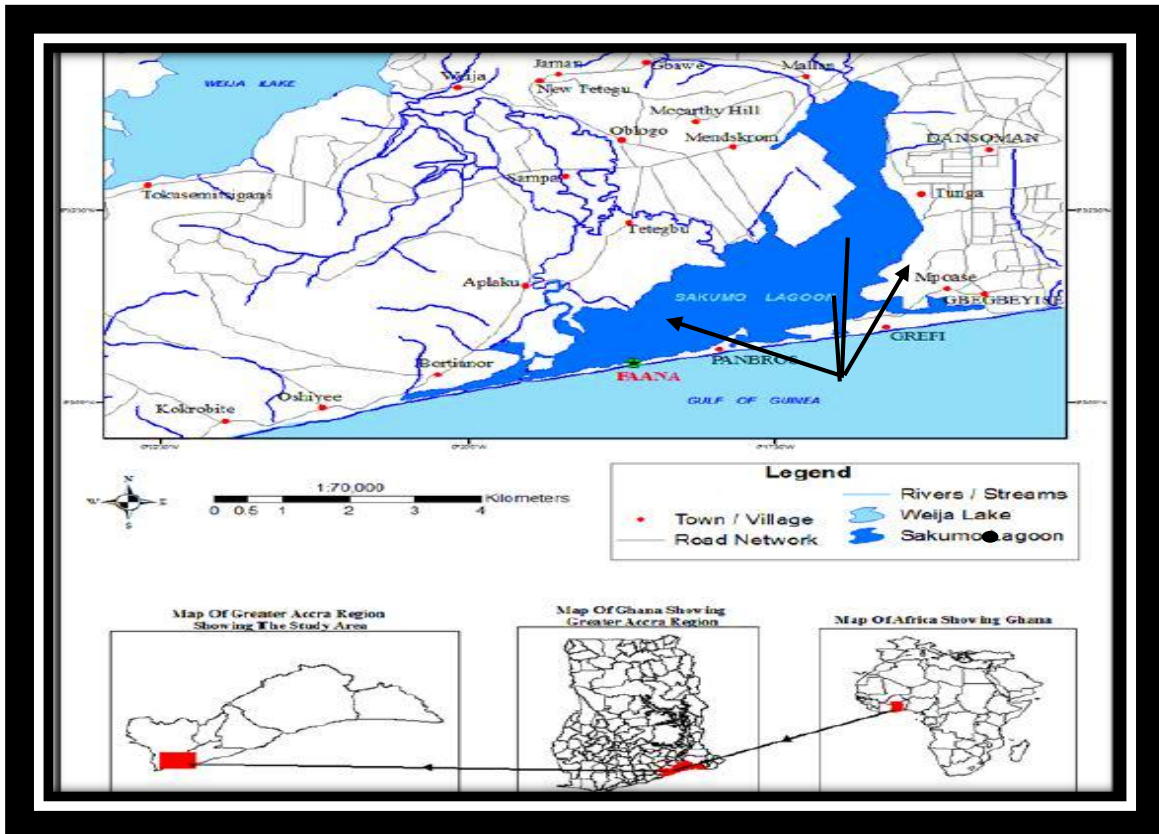 WEIJA LAKE
Weija
Jaman
New Tetegu
Gbawe
Mallan
Mccarthy Hill
Oblogo
Mendskrom
DANSOMAN
Sampa
Tokusemitsigani
Tunga
Tetegbu
Aplaku
Mpoase
GBEGBEYISE
SAKUMO LAGOON
GREFI
PANBROS
FAANA
Bortianor
GULF OF GUINEA
Oshiyee
Kokrobite
N
W E
S
1:70,000
Kilometers
0 0.5 1 2 3 4
Legend
Town / Village
Road Network
Rivers / Streams
Weija Lake
Sakumo Lagoon
Map Of Greater Accra Region
Showing The Study Area
Map Of Ghana Showing
Greater Accra Region
Map Of Africa Showing Ghana